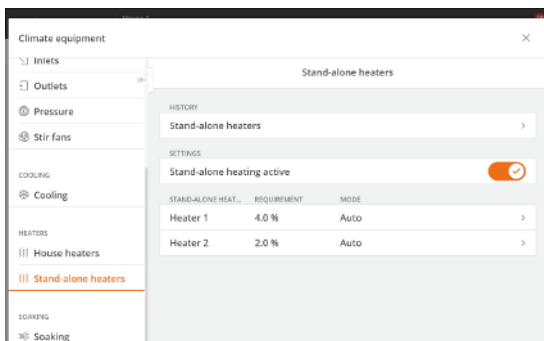 Climate equipment
Inlets
Outlets
Pressure
Stir fans
COOLING
Cooling
HEATERS
House heaters
Stand-alone heaters
SOAKING
Soaking
Stand-alone heaters
HISTORY
Stand-alone heaters
SETTINGS
Stand-alone heating active
STAND-ALONE HEAT... REQUIREMENT MODE
Heater 1 4.0 % Auto
Heater 2 2.0 % Auto